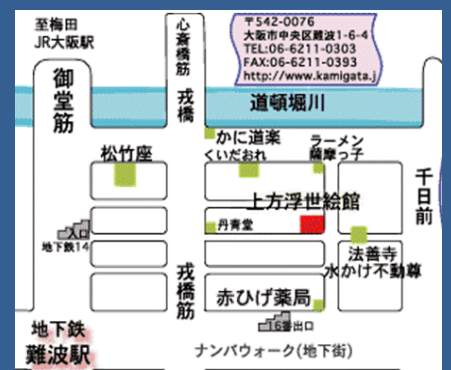 至梅田
JR大阪駅
心斎橋筋
〒542-0076
大阪市中央区難波1-6-4
TEL:06-6211-0303
FAX:06-6211-0393
http://www.kamigata.j
御堂筋
戎橋
道頓堀川
かに道楽
くいだおれ
ラーメン
薩摩っ子
松竹座
千日前
上方浮世絵館
丹青堂
入口
地下鉄14
法善寺
水かけ不動尊
戎橋筋
赤ひげ薬局
16番出口
地下鉄
難波駅
ナンバウォーク(地下街)